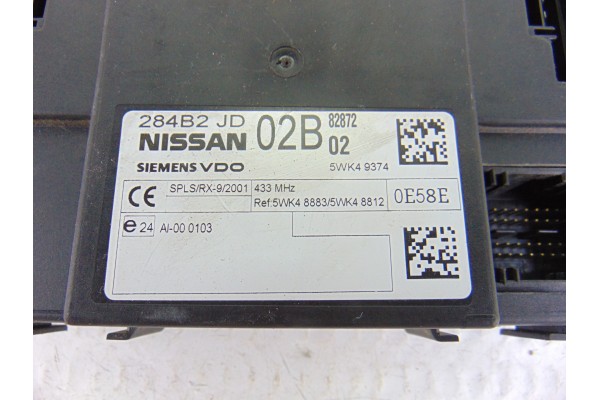 284B2 JD
NISSAN 02B 82872
02
SIEMENS VDO 5WK4 9374
CE SPLS/RX-9/2001 433 MHz
Ref:5WK4 8883/5WK4 8812 0E58E
e 24 AI-00 0103